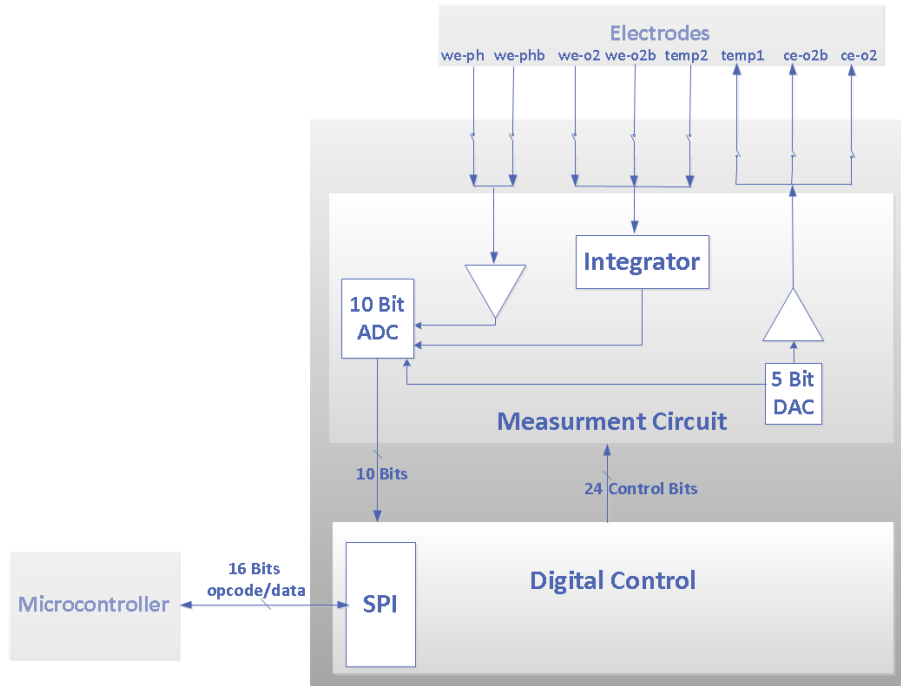 Electrodes
we-ph we-phb we-o2 we-o2b temp2 temp1 ce-o2b ce-o2
Integrator
10 Bit
ADC
5 Bit
DAC
Measurment Circuit
10 Bits
24 Control Bits
16 Bits
opcode/data
Microcontroller
SPI
Digital Control